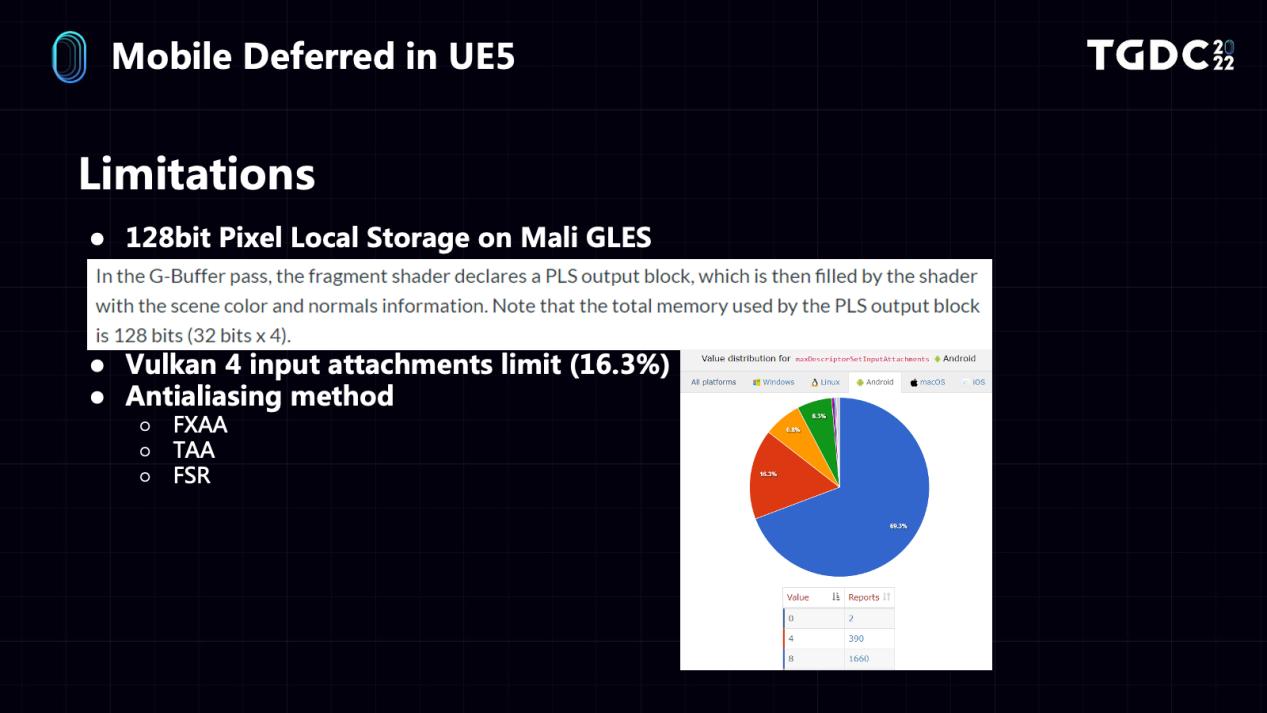 Mobile Deferred in UE5
TGDC 20
22
Limitations
● 128bit Pixel Local Storage on Mali GLES
In the G-Buffer pass, the fragment shader declares a PLS output block, which is then filled by the shader
with the scene color and normals information. Note that the total memory used by the PLS output block
is 128 bits (32 bits x 4).
● Vulkan 4 input attachments limit (16.3%)
● Antialiasing method
○ FXAA
○ TAA
○ FSR
Value distribution for maxDescriptorSetInputAttachments Android
All platforms Windows Linux Android macOS iOS
6.8%
16.3%
69.3%
Value Reports
0 2
4 390
8 1660